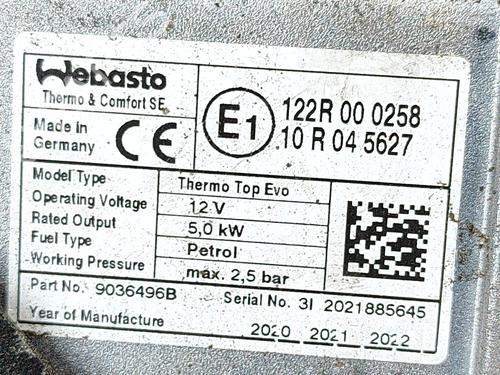 Webasto
Thermo & Comfort SE
Made in
Germany
CE
E1
122R 00 0258
10 R 04 5627
Model Type Thermo Top Evo
Operating Voltage 12 V
Rated Output 5,0 kW
Fuel Type Petrol
Working Pressure max. 2,5 bar
Part No. 9036496B Serial No. 3I 2021885645
Year of Manufacture 2020 2021 2022